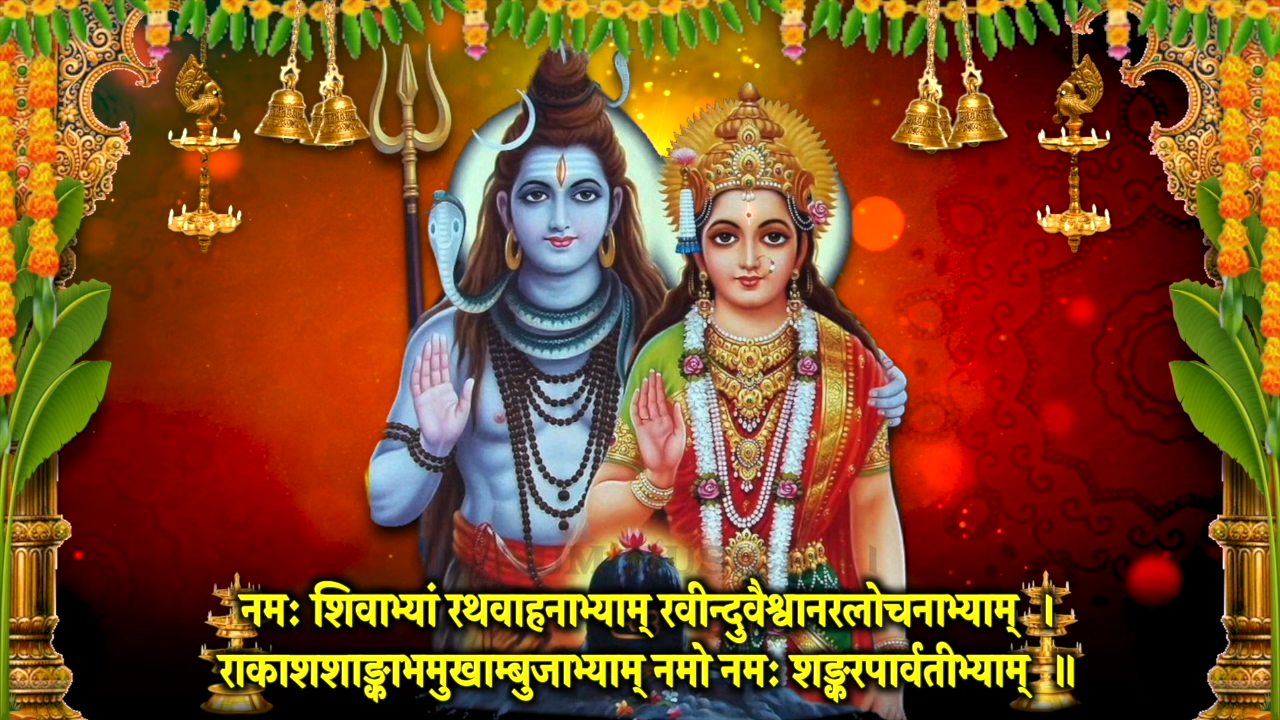 नमः शिवाभ्यां रथवाहनाभ्याम् रवीन्दुवैश्वानरलोचनाभ्याम् ।
राकाशशाङ्काभमुखाम्बुजाभ्याम् नमो नमः शङ्करपार्वतीभ्याम् ॥